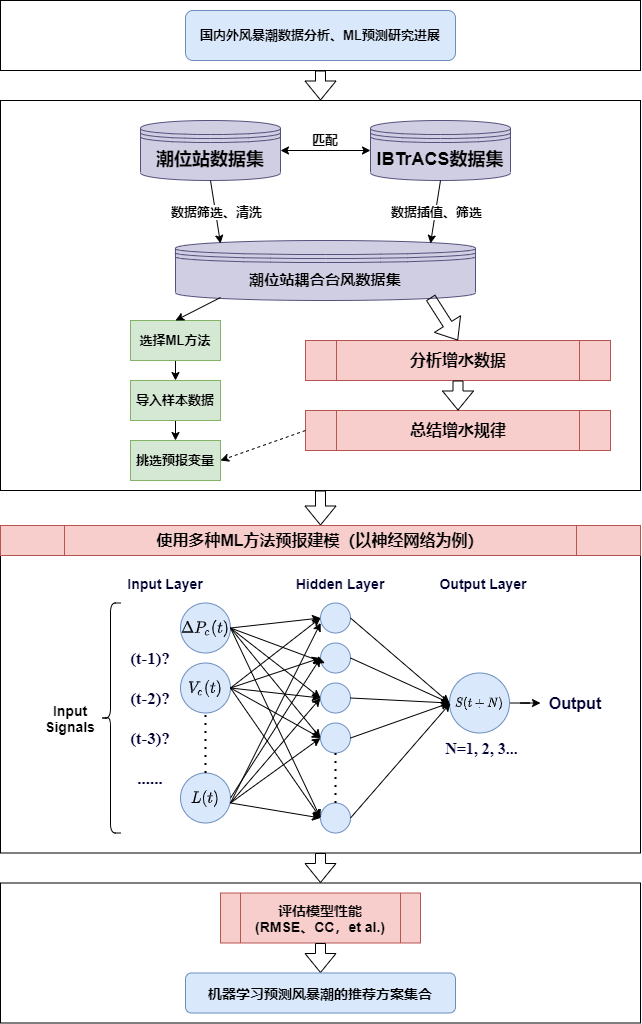 国内外风暴潮数据分析、ML预测研究进展
潮位站数据集
匹配
IBTrACS数据集
数据筛选、清洗
数据插值、筛选
潮位站耦合台风数据集
选择ML方法
分析增水数据
导入样本数据
总结增水规律
挑选预报变量
使用多种ML方法预报建模（以神经网络为例）
Input Layer
Hidden Layer
Output Layer
ΔP_c(t)
(t-1)?
V_c(t)
(t-2)?
S(t+N)
Output
Input
Signals
(t-3)?
N=1, 2, 3...
......
L(t)
评估模型性能
(RMSE、CC，et al.)
机器学习预测风暴潮的推荐方案集合